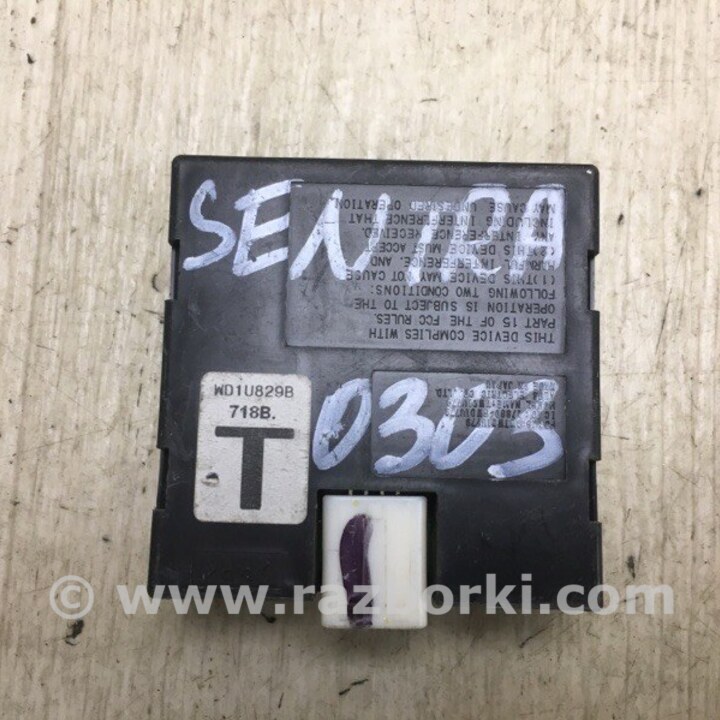 SENTRA
MAY CAUSE UNDESIRED OPERATION.
INCLUDING INTERFERENCE THAT
ANY INTERFERENCE RECEIVED,
(2)THIS DEVICE MUST ACCEPT
HARMFUL INTERFERENCE, AND
(1)THIS DEVICE MAY NOT CAUSE
FOLLOWING TWO CONDITIONS:
OPERATION IS SUBJECT TO THE
PART 15 OF THE FCC RULES.
THIS DEVICE COMPLIES WITH
WD1U829B
718B.
T
03US
© www.razborki.com